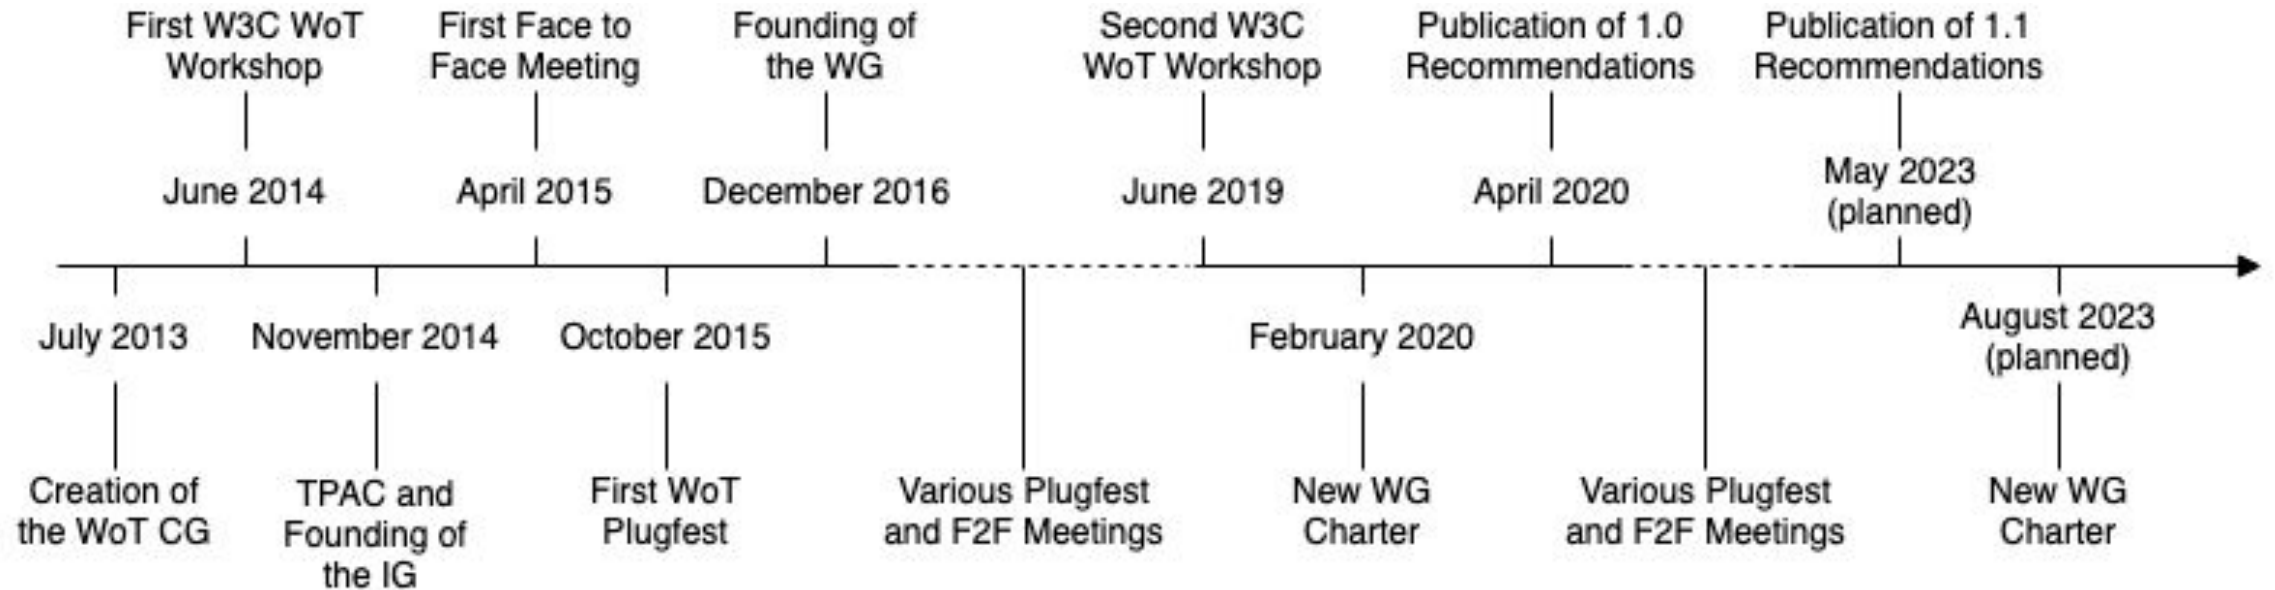 First W3C WoT
Workshop
First Face to
Face Meeting
Founding of
the WG
Second W3C
WoT Workshop
Publication of 1.0
Recommendations
Publication of 1.1
Recommendations
June 2014
April 2015
December 2016
June 2019
April 2020
May 2023
(planned)
July 2013
November 2014
October 2015
February 2020
August 2023
(planned)
Creation of
the WoT CG
TPAC and
Founding of
the IG
First WoT
Plugfest
Various Plugfest
and F2F Meetings
New WG
Charter
Various Plugfest
and F2F Meetings
New WG
Charter